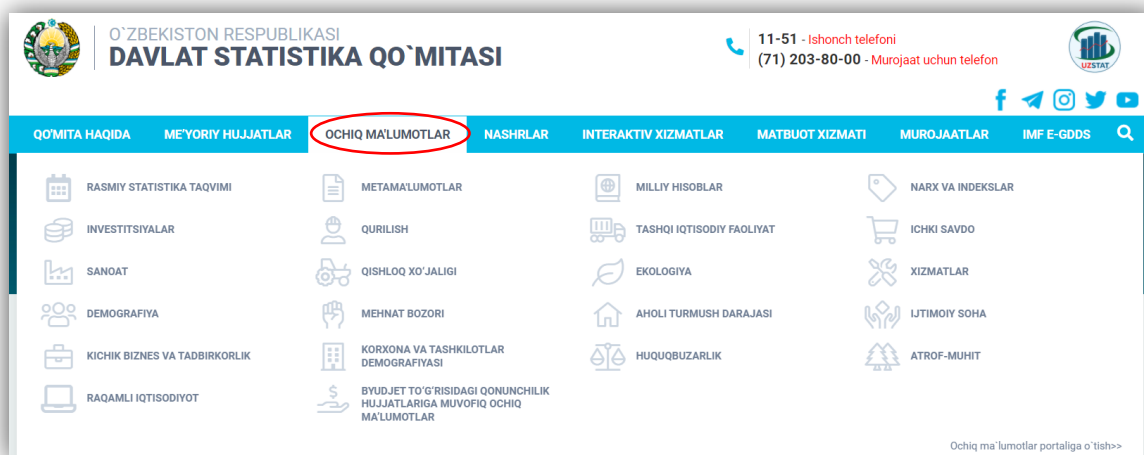 O`ZBEKISTON RESPUBLIKASI
DAVLAT STATISTIKA QO`MITASI
11-51 - Ishonch telefoni
(71) 203-80-00 - Murojaat uchun telefon
UZSTAT
QO'MITA HAQIDA ME'YORIY HUJJATLAR OCHIQ MA'LUMOTLAR NASHRLAR INTERAKTIV XIZMATLAR MATBUOT XIZMATI MUROJAATLAR IMF E-GDDS
RASMIY STATISTIKA TAQVIMI METAMA'LUMOTLAR MILLIY HISOBLAR NARX VA INDEKSLAR
INVESTITSIYALAR QURILISH TASHQI IQTISODIY FAOLIYAT ICHKI SAVDO
SANOAT QISHLOQ XO'JALIGI EKOLOGIYA XIZMATLAR
DEMOGRAFIYA MEHNAT BOZORI AHOLI TURMUSH DARAJASI IJTIMOIY SOHA
KICHIK BIZNES VA TADBIRKORLIK KORXONA VA TASHKILOTLAR
DEMOGRAFIYASI HUQUQBUZARLIK ATROF-MUHIT
RAQAMLI IQTISODIYOT BYUDJET TO'G'RISIDAGI QONUNCHILIK
HUJJATLARIGA MUVOFIQ OCHIQ
MA'LUMOTLAR
Ochiq ma`lumotlar portaliga o`tish>>